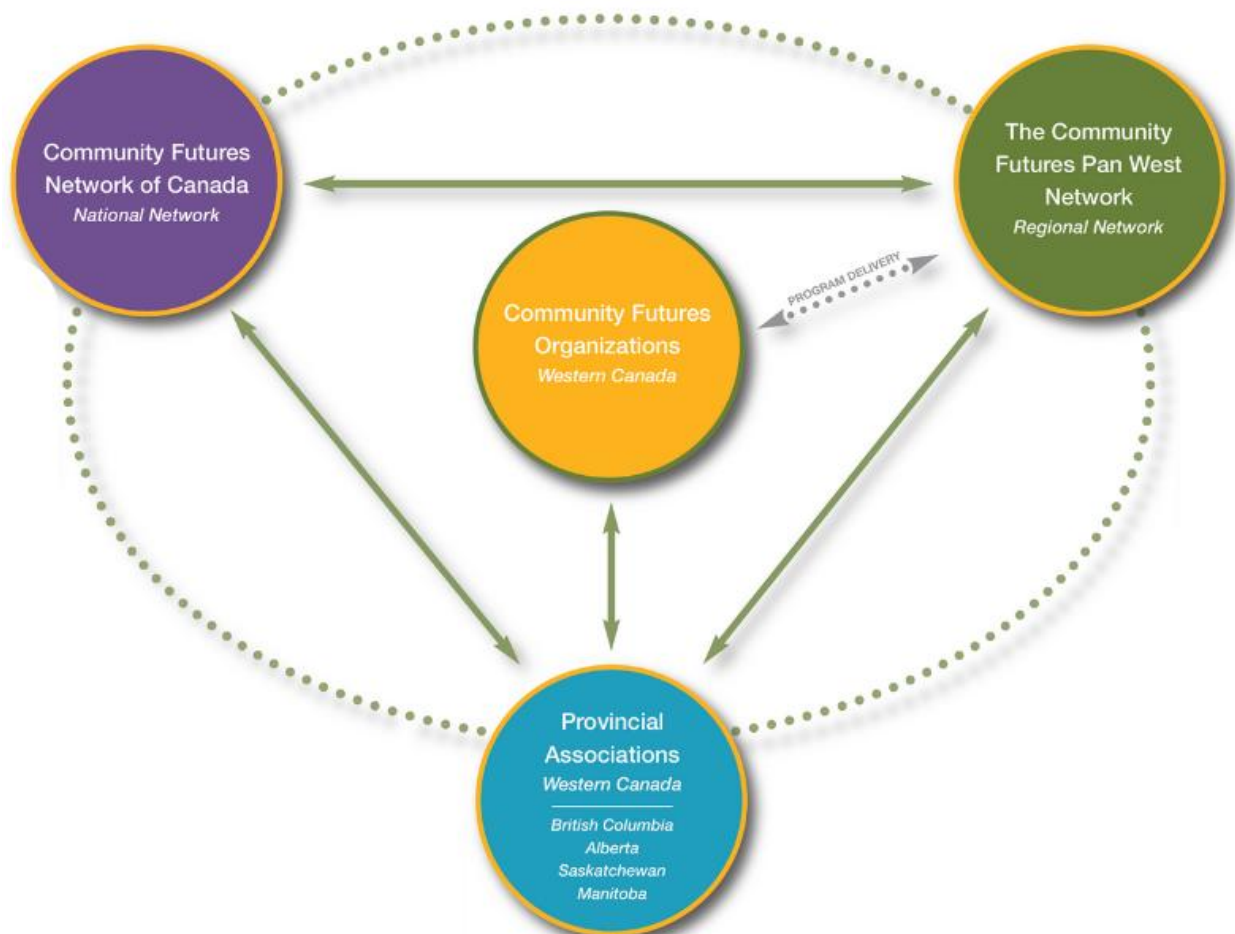 Community Futures
Network of Canada
National Network
The Community
Futures Pan West
Network
Regional Network
PROGRAM DELIVERY
Community Futures
Organizations
Western Canada
Provincial
Associations
Western Canada
British Columbia
Alberta
Saskatchewan
Manitoba